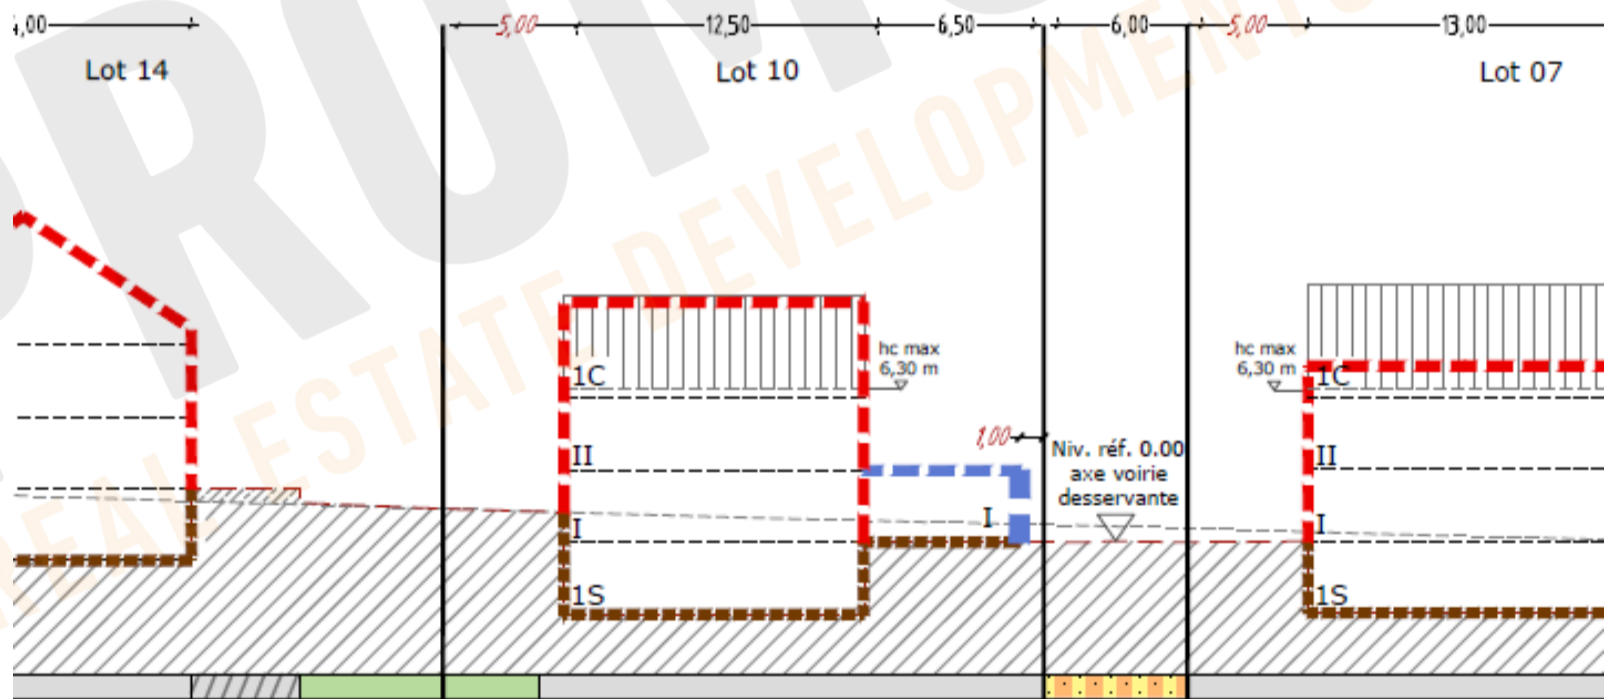 4,00 5,00 12,50 6,50 6,00 5,00 13,00
Lot 14 Lot 10 Lot 07
REAL ESTATE DEVELOPMENTS
hc max
6,30 m
hc max
6,30 m
1C
1C
1,00
Niv. réf. 0.00
axe voirie
desservante
II
II
I
I
I
1S
1S